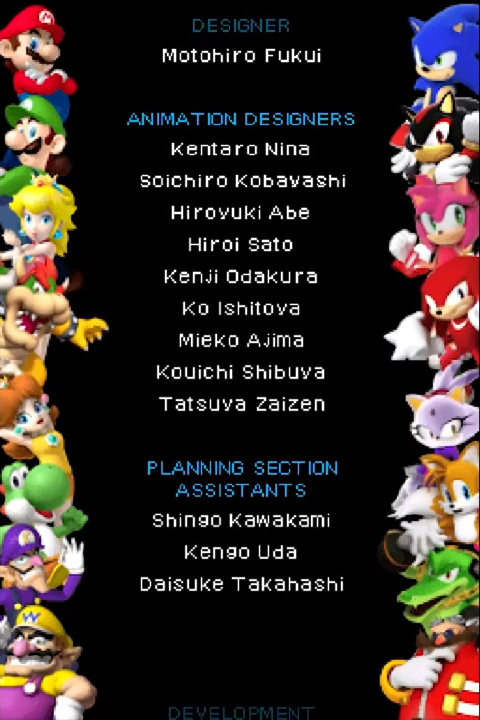 DESIGNER
Motohiro Fukui
ANIMATION DESIGNERS
Kentaro Nina
Soichiro Kobayashi
Hiroyuki Abe
Hiroi Sato
Kenji Odakura
Ko Ishitoya
Mieko Ajima
Kouichi Shibuya
Tatsuya Zaizen
PLANNING SECTION
ASSISTANTS
Shingo Kawakami
Kengo Uda
Daisuke Takahashi
DEVELOPMENT